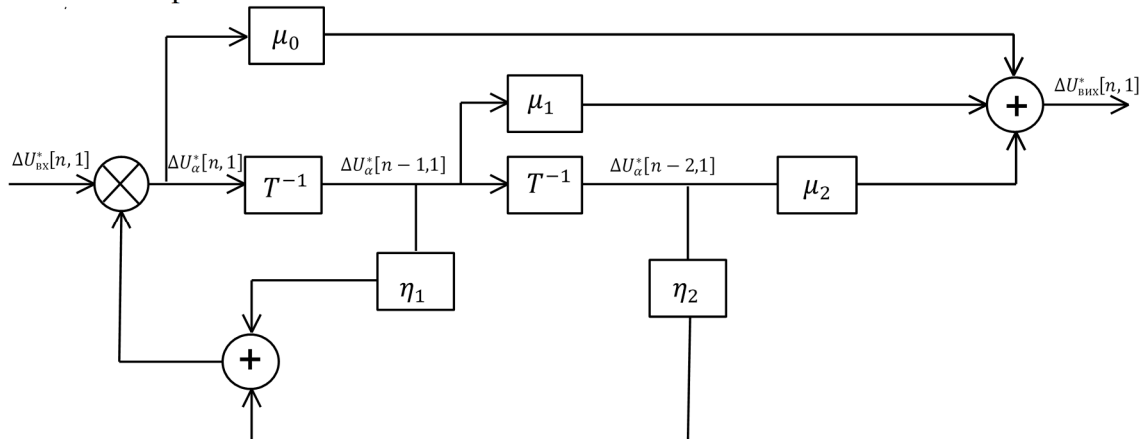 μ₀
μ₁
ΔU*вих[n, 1]
ΔU*вх[n, 1]
ΔU*α[n, 1]
T⁻¹
ΔU*α[n − 1,1]
T⁻¹
ΔU*α[n − 2,1]
μ₂
η₁
η₂
+
+